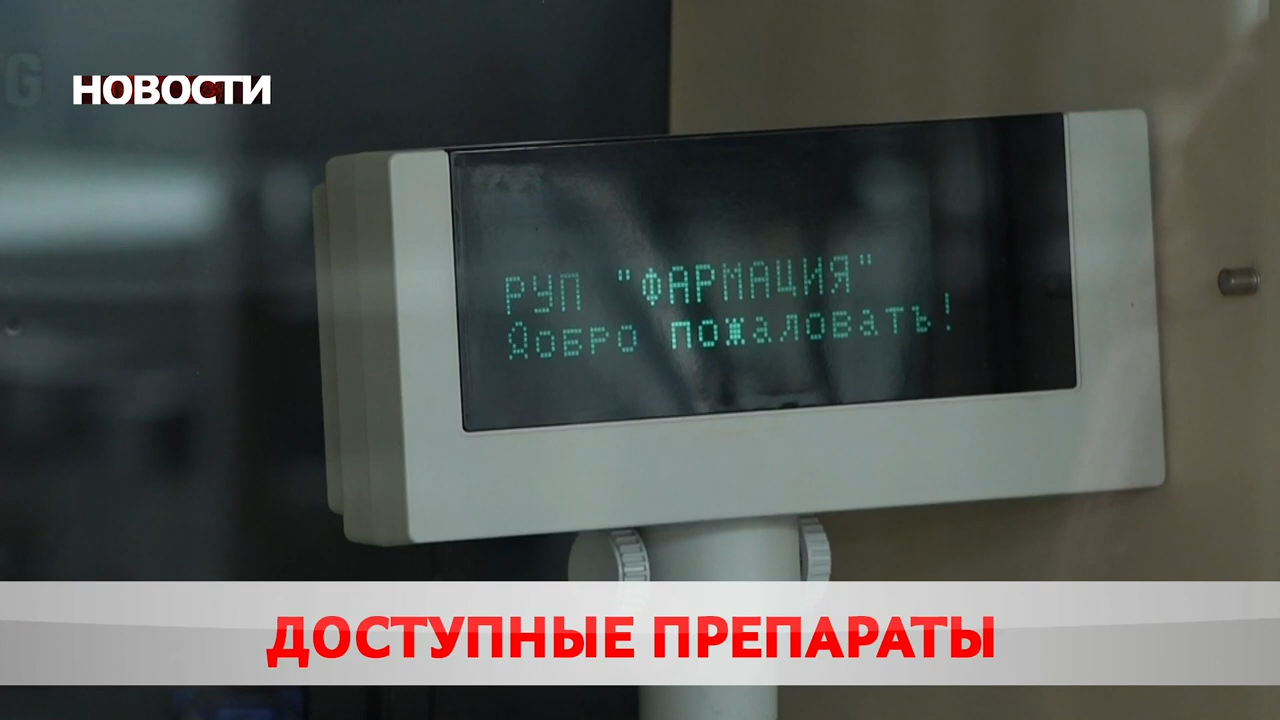 НОВОСТИ
РУП "ФАРМАЦИЯ"
Добро пожаловать!
ДОСТУПНЫЕ ПРЕПАРАТЫ